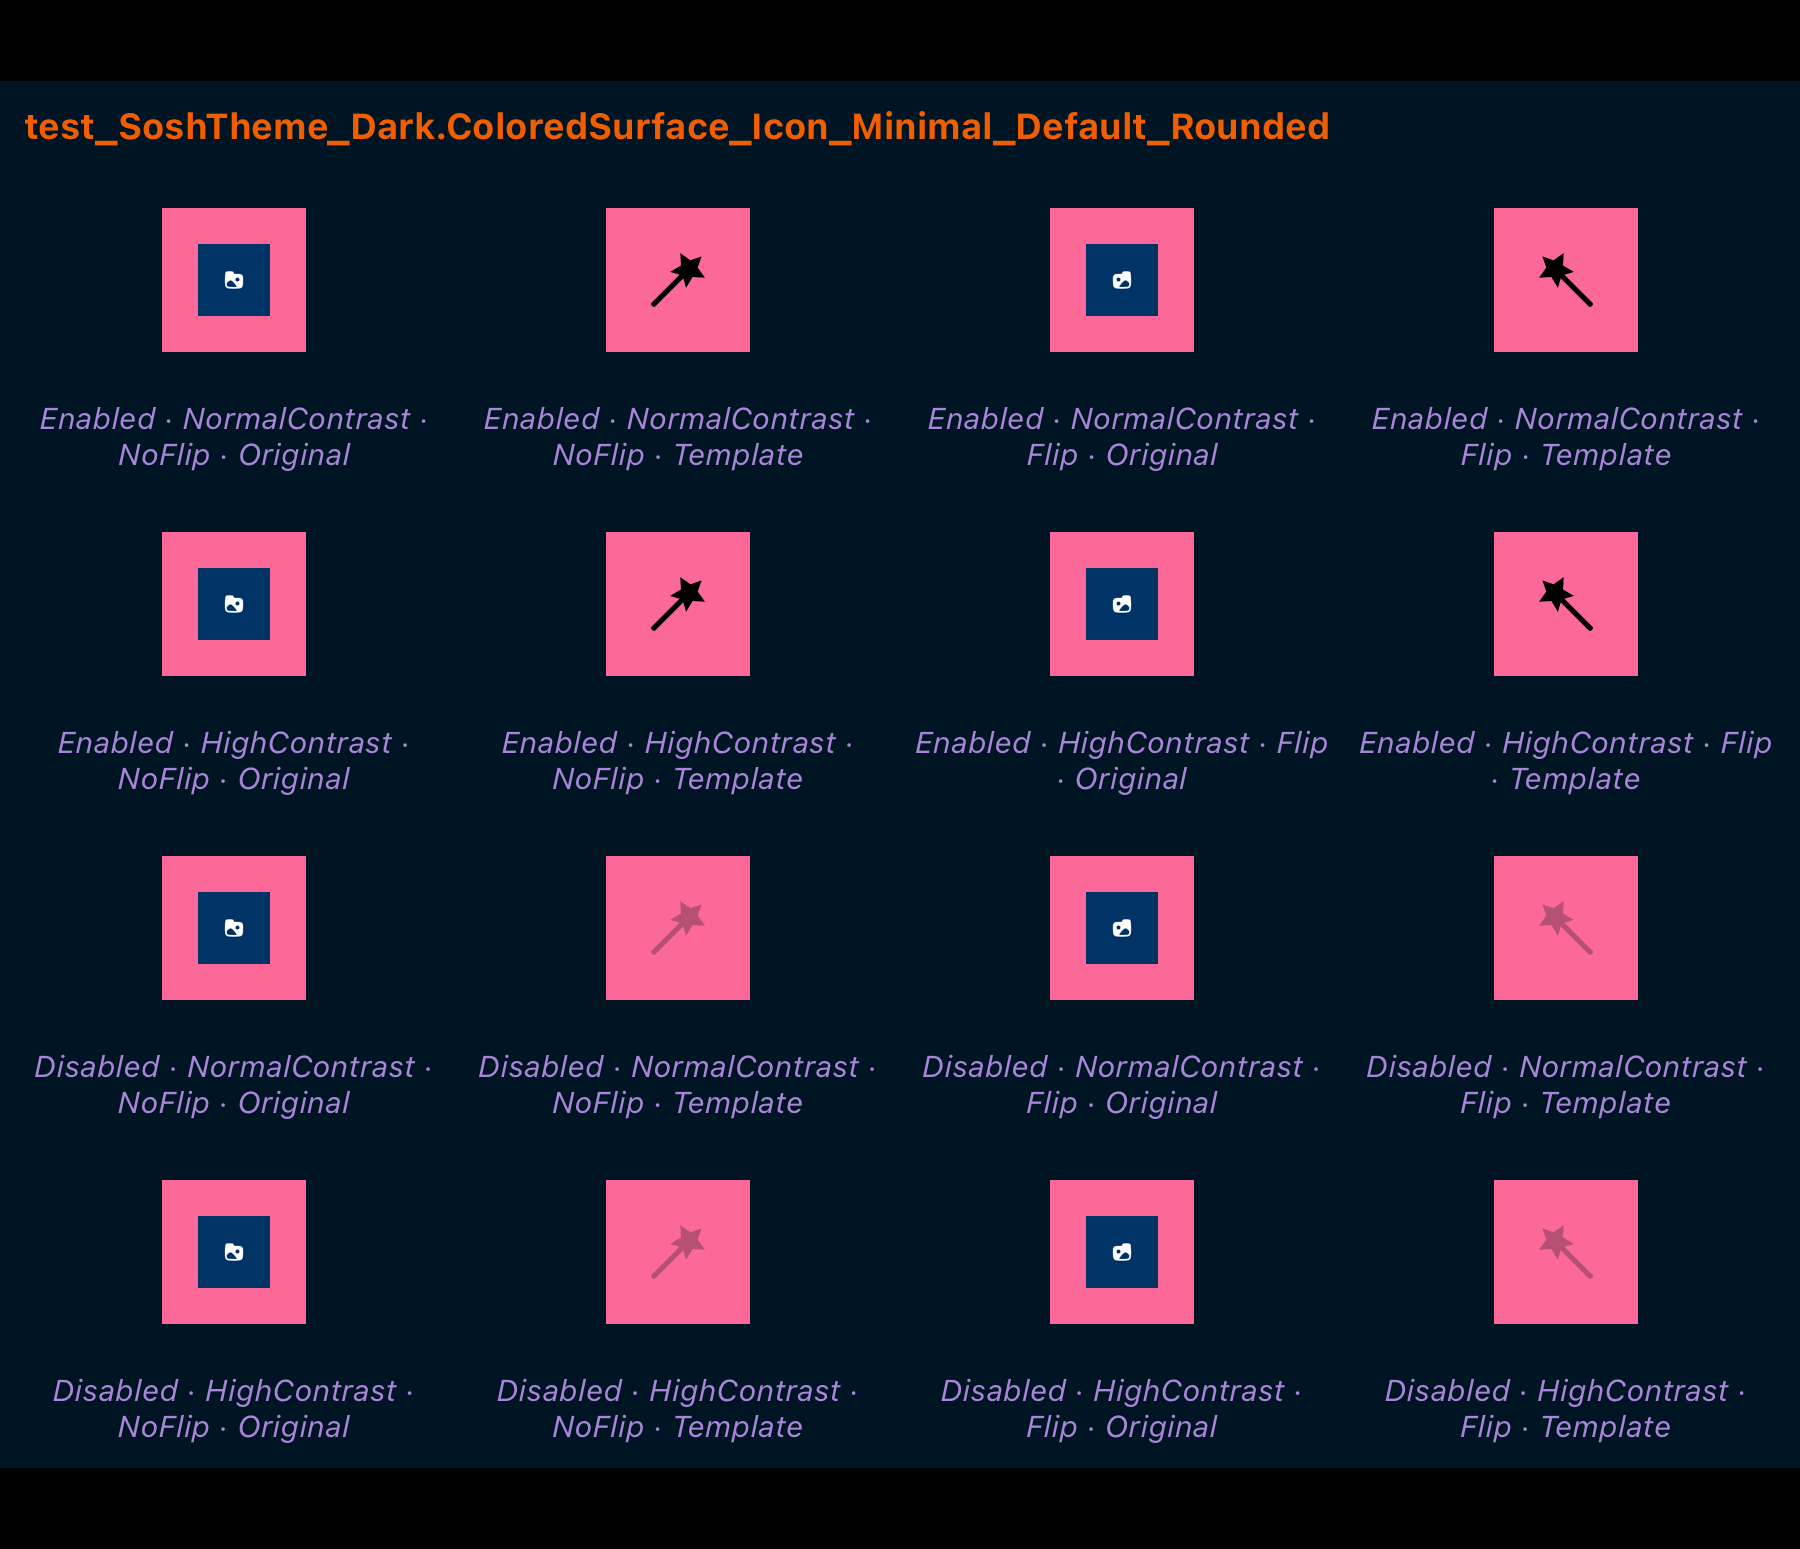 test_SoshTheme_Dark.ColoredSurface_Icon_Minimal_Default_Rounded
Enabled · NormalContrast ·
NoFlip · Original
Enabled · NormalContrast ·
NoFlip · Template
Enabled · NormalContrast ·
Flip · Original
Enabled · NormalContrast ·
Flip · Template
Enabled · HighContrast ·
NoFlip · Original
Enabled · HighContrast ·
NoFlip · Template
Enabled · HighContrast · Flip
· Original
Enabled · HighContrast · Flip
· Template
Disabled · NormalContrast ·
NoFlip · Original
Disabled · NormalContrast ·
NoFlip · Template
Disabled · NormalContrast ·
Flip · Original
Disabled · NormalContrast ·
Flip · Template
Disabled · HighContrast ·
NoFlip · Original
Disabled · HighContrast ·
NoFlip · Template
Disabled · HighContrast ·
Flip · Original
Disabled · HighContrast ·
Flip · Template